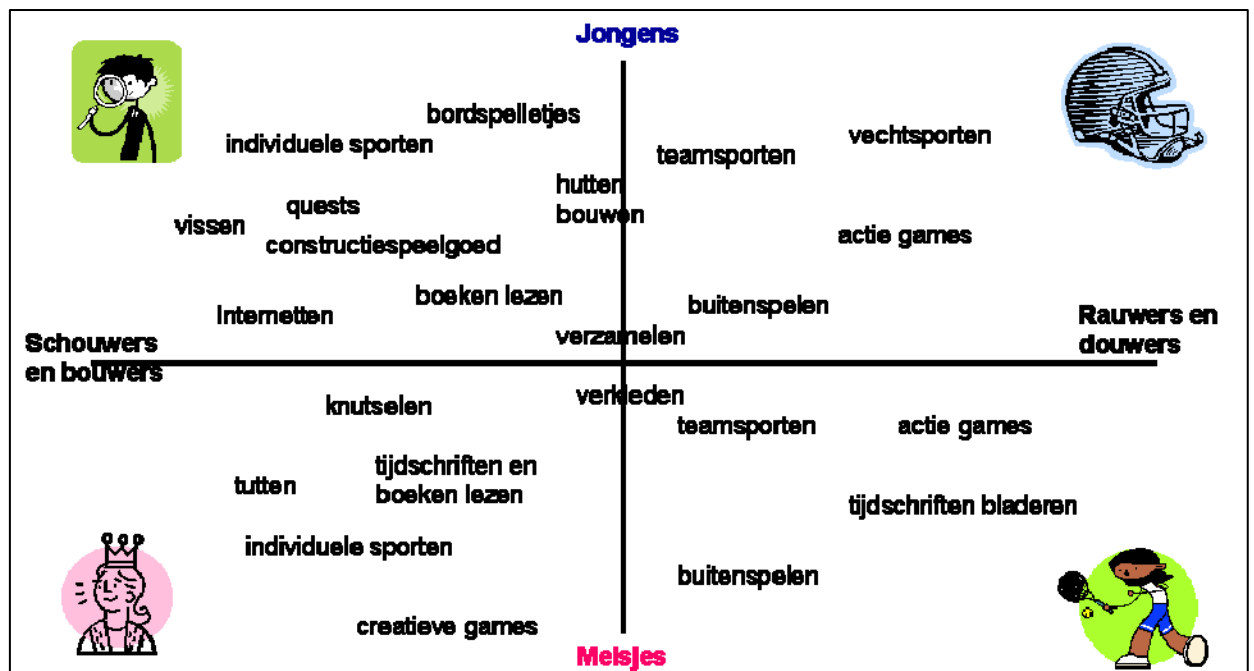 Jongens
bordspelletjes
individuele sporten
vechtsporten
teamsporten
hutten
bouwen
quests
vissen
constructiespeelgoed
actie games
boeken lezen
buitenspelen
Internetten
verzamelen
Rauwers en
douwers
Schouwers
en bouwers
verkleden
knutselen
teamsporten
actie games
tijdschriften en
boeken lezen
tutten
tijdschriften bladeren
individuele sporten
buitenspelen
creatieve games
Meisjes